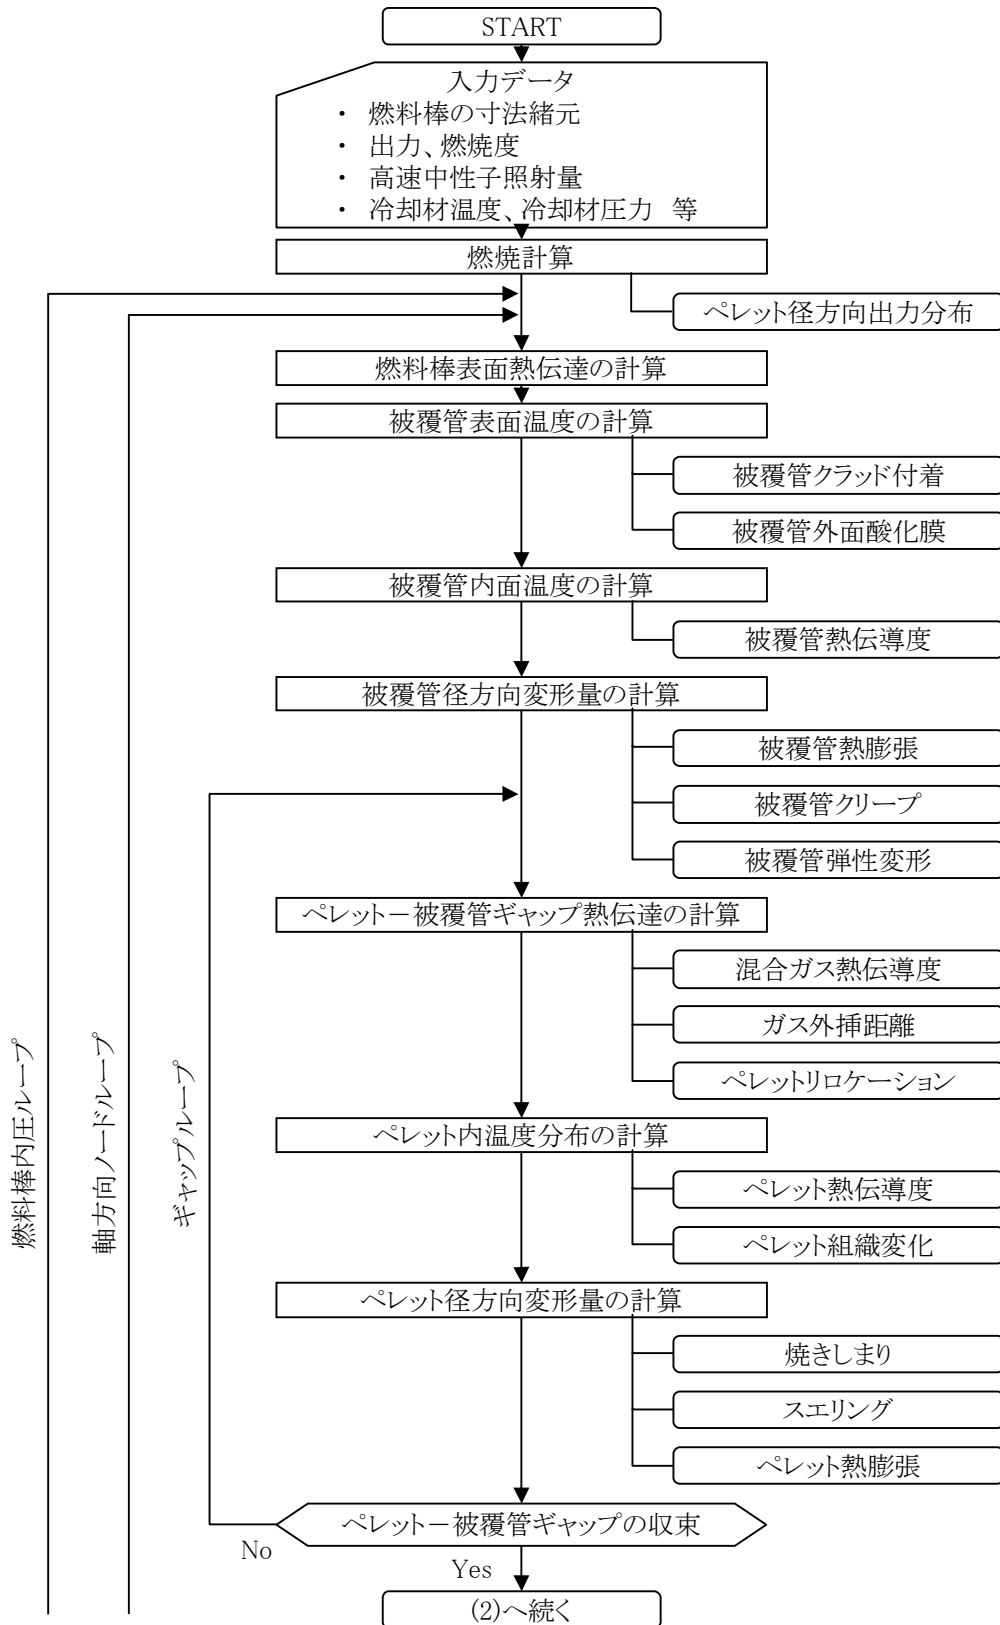 START
入力データ
・ 燃料棒の寸法緒元
・ 出力、燃焼度
・ 高速中性子照射量
・ 冷却材温度、冷却材圧力 等
燃焼計算
ペレット径方向出力分布
燃料棒表面熱伝達の計算
被覆管表面温度の計算
被覆管クラッド付着
被覆管外面酸化膜
被覆管内面温度の計算
被覆管熱伝導度
被覆管径方向変形量の計算
被覆管熱膨張
被覆管クリープ
被覆管弾性変形
ペレット－被覆管ギャップ熱伝達の計算
混合ガス熱伝導度
ガス外挿距離
ペレットリロケーション
燃料棒内圧ループ
軸方向ノードループ
ギャップループ
ペレット内温度分布の計算
ペレット熱伝導度
ペレット組織変化
ペレット径方向変形量の計算
焼きしまり
スエリング
ペレット熱膨張
ペレット－被覆管ギャップの収束
No
Yes
(2)へ続く